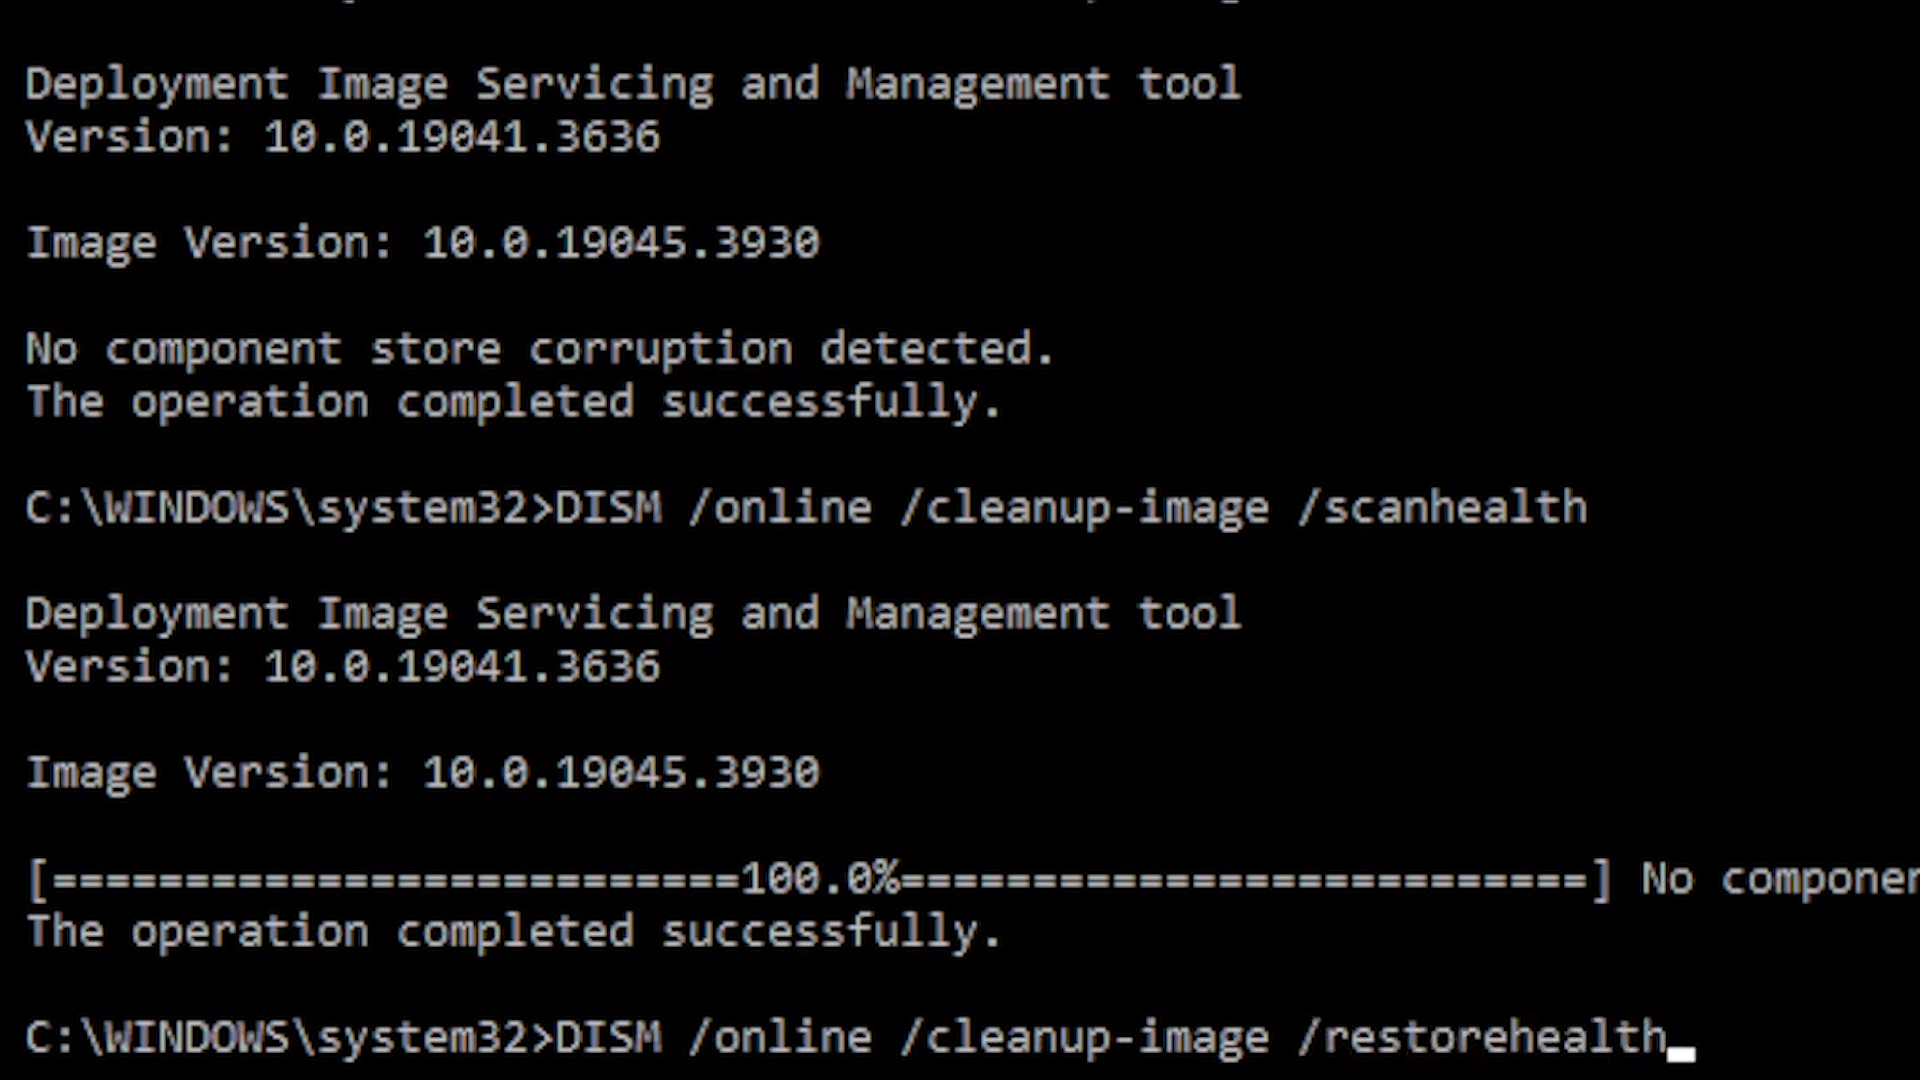 Deployment Image Servicing and Management tool
Version: 10.0.19041.3636
Image Version: 10.0.19045.3930
No component store corruption detected.
The operation completed successfully.
C:\WINDOWS\system32>DISM /online /cleanup-image /scanhealth
Deployment Image Servicing and Management tool
Version: 10.0.19041.3636
Image Version: 10.0.19045.3930
[==========================100.0%==========================] No
The operation completed successfully.
C:\WINDOWS\system32>DISM /online /cleanup-image /restorehealth